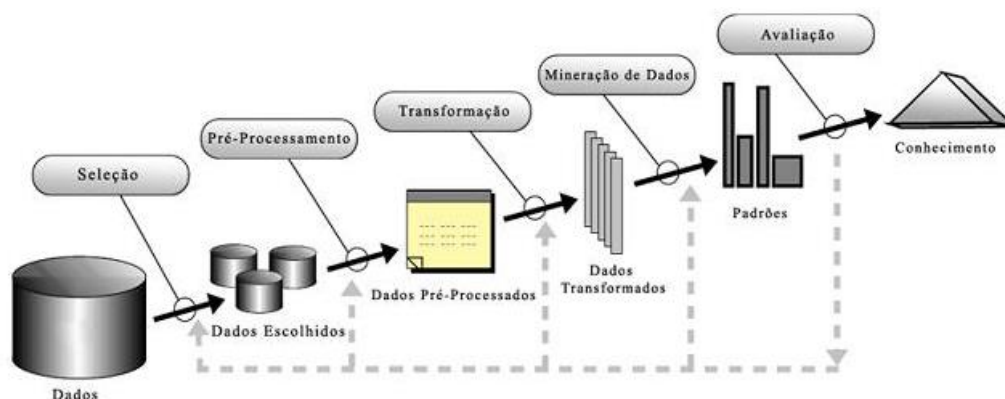 Seleção
Dados
Pré-Processamento
Dados Escolhidos
Transformação
Dados Pré-Processados
Mineração de Dados
Dados
Transformados
Avaliação
Padrões
Conhecimento